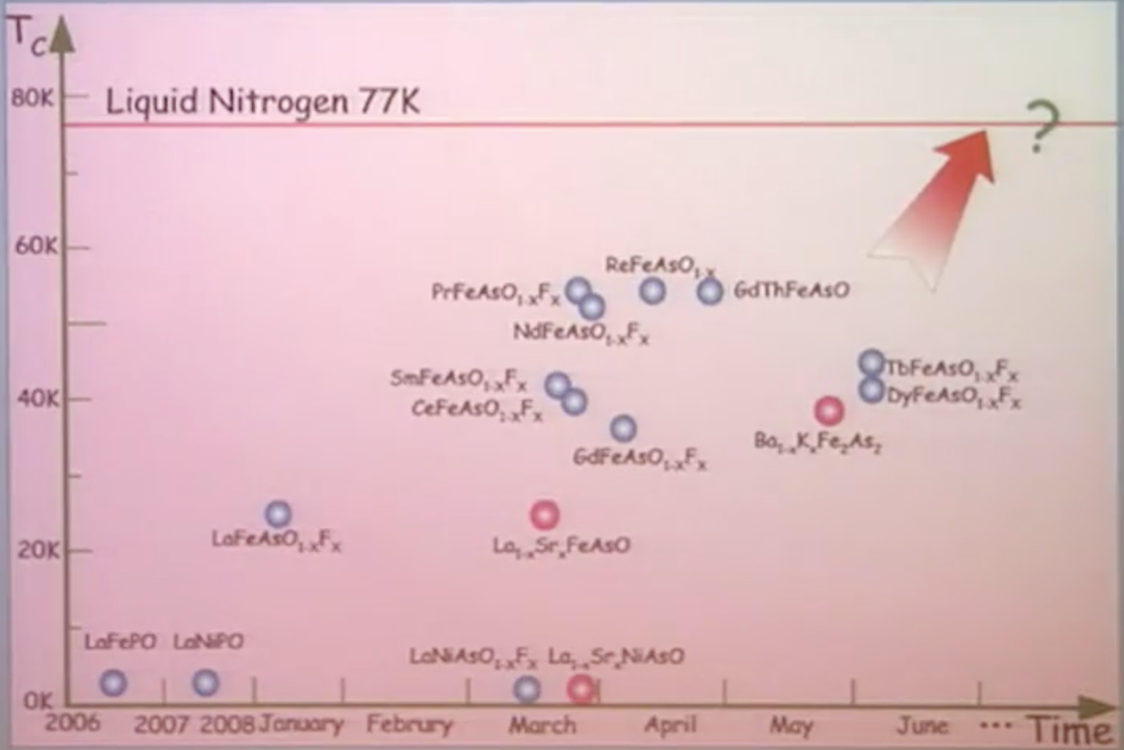 Tc
80K
Liquid Nitrogen 77K
?
60K
ReFeAsO1-x
PrFeAsO1-xFx
GdThFeAsO
NdFeAsO1-xFx
SmFeAsO1-xFx
TbFeAsO1-xFx
40K
CeFeAsO1-xFx
DyFeAsO1-xFx
Ba1-xKxFe2As2
GdFeAsO1-xFx
LaFeAsO1-xFx
20K
La1-xSrxFeAsO
LaFePO LaNiPO
LaNiAsO1-xFx La1-xSrxNiAsO
0K
2006 2007 2008 January Februry March April May June ... Time